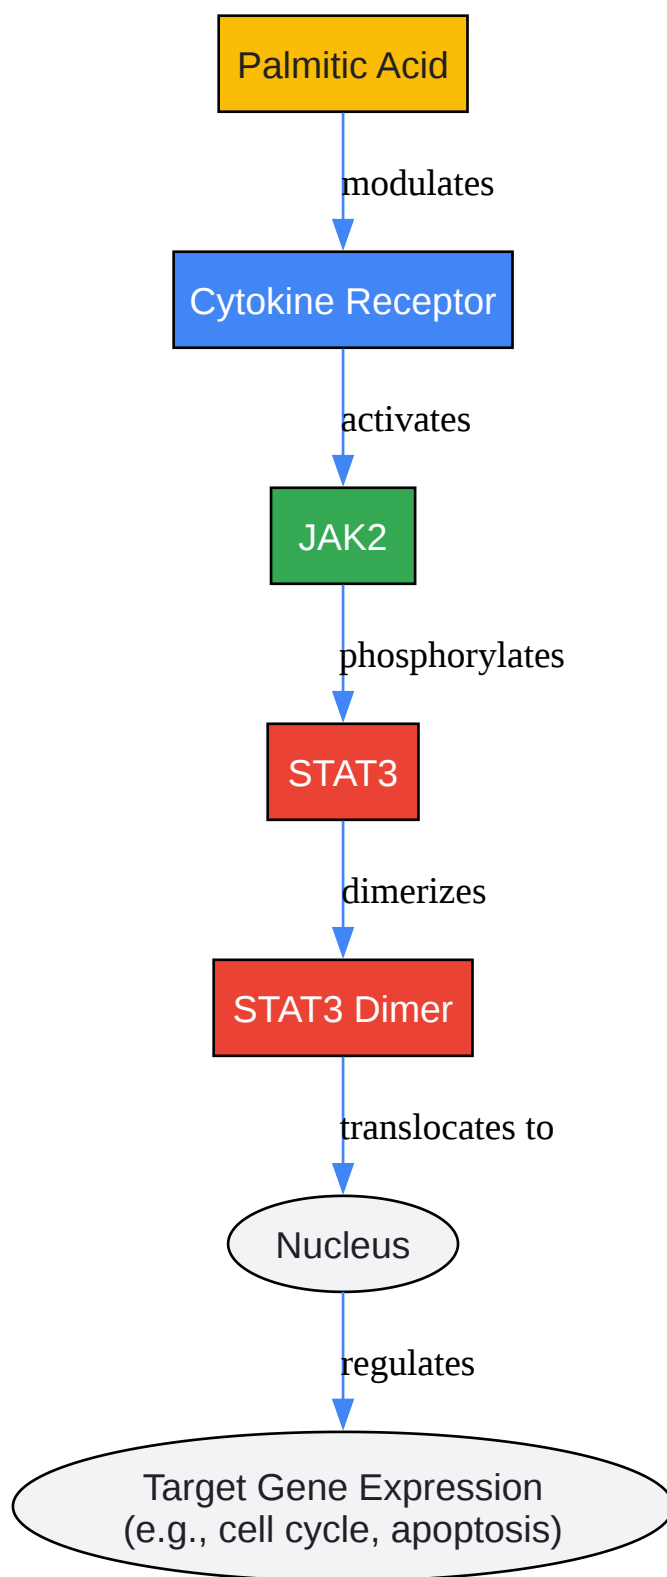 Palmitic Acid
modulates
Cytokine Receptor
activates
JAK2
phosphorylates
STAT3
dimerizes
STAT3 Dimer
translocates to
Nucleus
regulates
Target Gene Expression
(e.g., cell cycle, apoptosis)